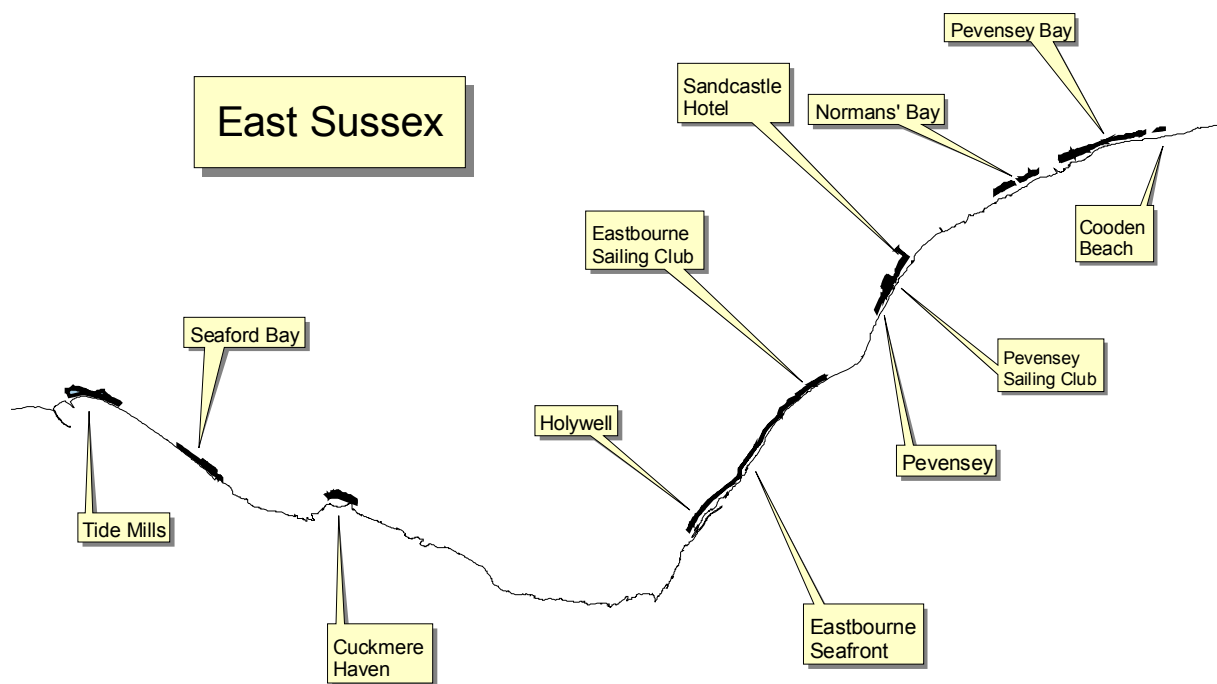 Pevensey Bay
Sandcastle
Hotel
Normans' Bay
East Sussex
Cooden
Beach
Eastbourne
Sailing Club
Seaford Bay
Pevensey
Sailing Club
Holywell
Pevensey
Tide Mills
Eastbourne
Seafront
Cuckmere
Haven